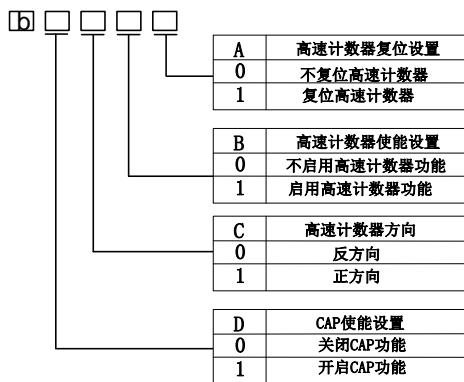 b
A 高速计数器复位设置
0 不复位高速计数器
1 复位高速计数器
B 高速计数器使能设置
0 不启用高速计数器功能
1 启用高速计数器功能
C 高速计数器方向
0 反方向
1 正方向
D CAP使能设置
0 关闭CAP功能
1 开启CAP功能